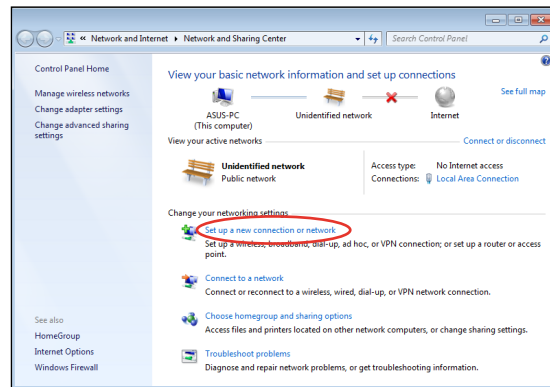 « Network and Internet ▸ Network and Sharing Center
Search Control Panel
Control Panel Home
Manage wireless networks
Change adapter settings
Change advanced sharing
settings
View your basic network information and set up connections
See full map
ASUS-PC
(This computer)
Unidentified network
Internet
View your active networks
Connect or disconnect
Unidentified network
Public network
Access type: No Internet access
Connections: Local Area Connection
Change your networking settings
Set up a new connection or network
Set up a wireless, broadband, dial-up, ad hoc, or VPN connection; or set up a router or access
point.
Connect to a network
Connect or reconnect to a wireless, wired, dial-up, or VPN network connection.
Choose homegroup and sharing options
Access files and printers located on other network computers, or change sharing settings.
Troubleshoot problems
Diagnose and repair network problems, or get troubleshooting information.
See also
HomeGroup
Internet Options
Windows Firewall